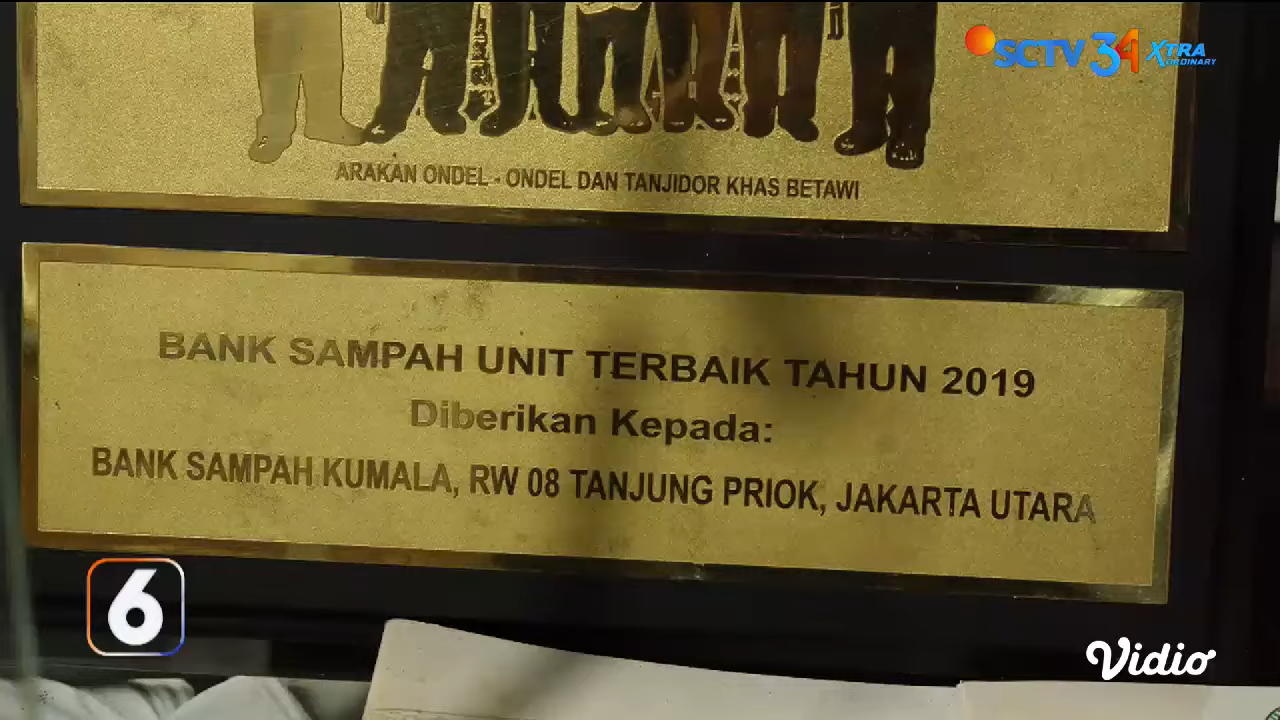 SCTV 34 XTRA
ORDINARY
ARAKAN ONDEL - ONDEL DAN TANJIDOR KHAS BETAWI
BANK SAMPAH UNIT TERBAIK TAHUN 2019
Diberikan Kepada:
BANK SAMPAH KUMALA, RW 08 TANJUNG PRIOK, JAKARTA UTARA
6
Vidio